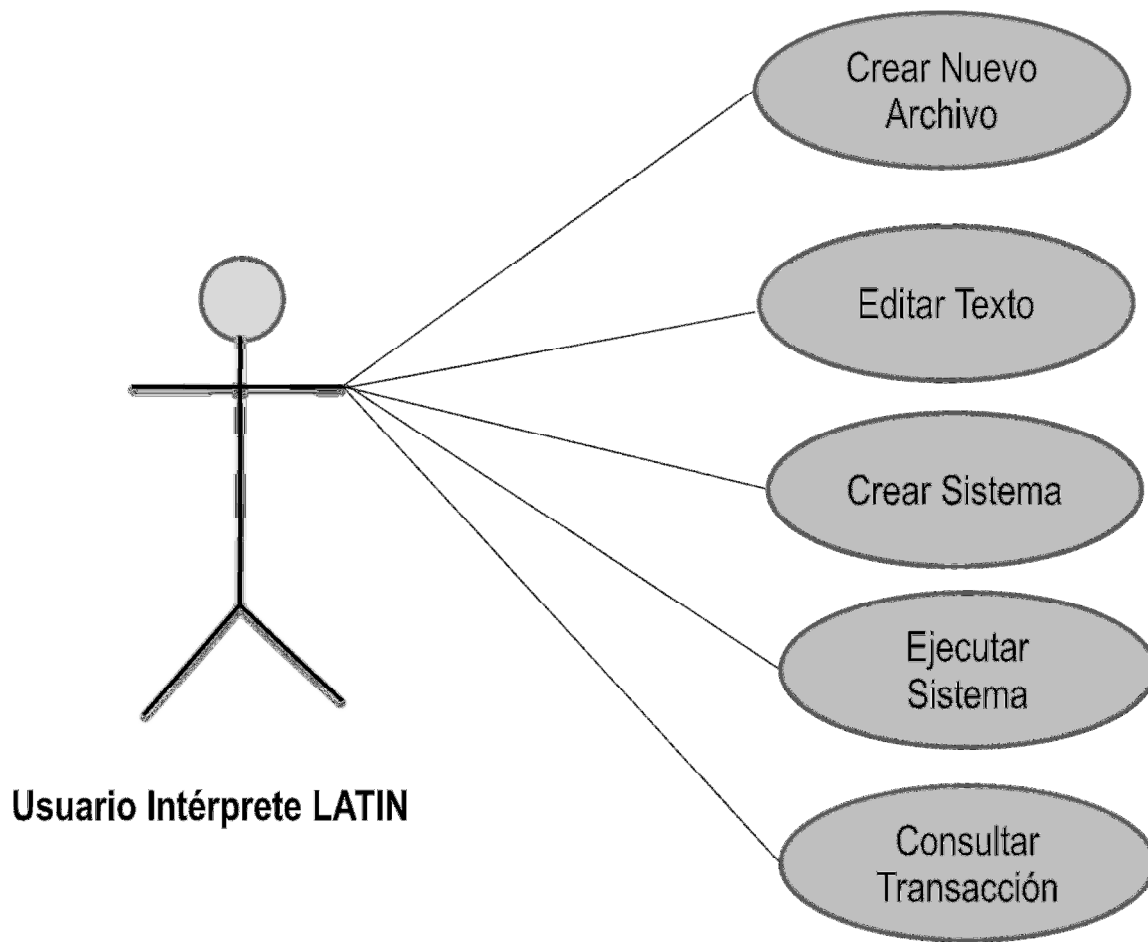 Crear Nuevo
Archivo
Editar Texto
Crear Sistema
Ejecutar
Sistema
Usuario Intérprete LATIN
Consultar
Transacción